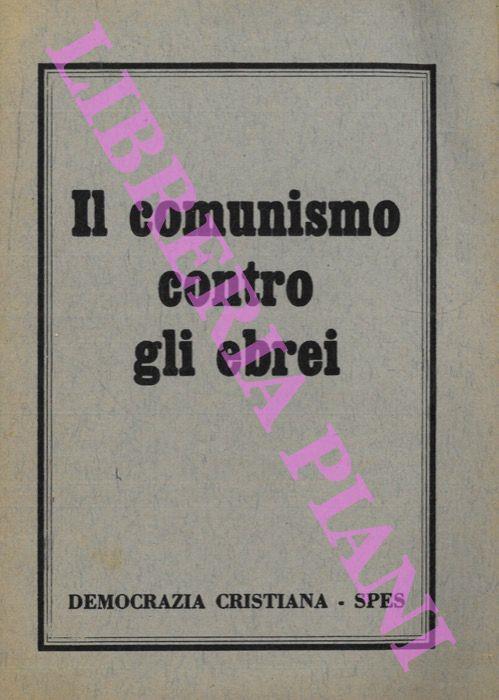 Il comunismo
contro
gli ebrei
DEMOCRAZIA CRISTIANA - SPES
LIBRERIA PIANI